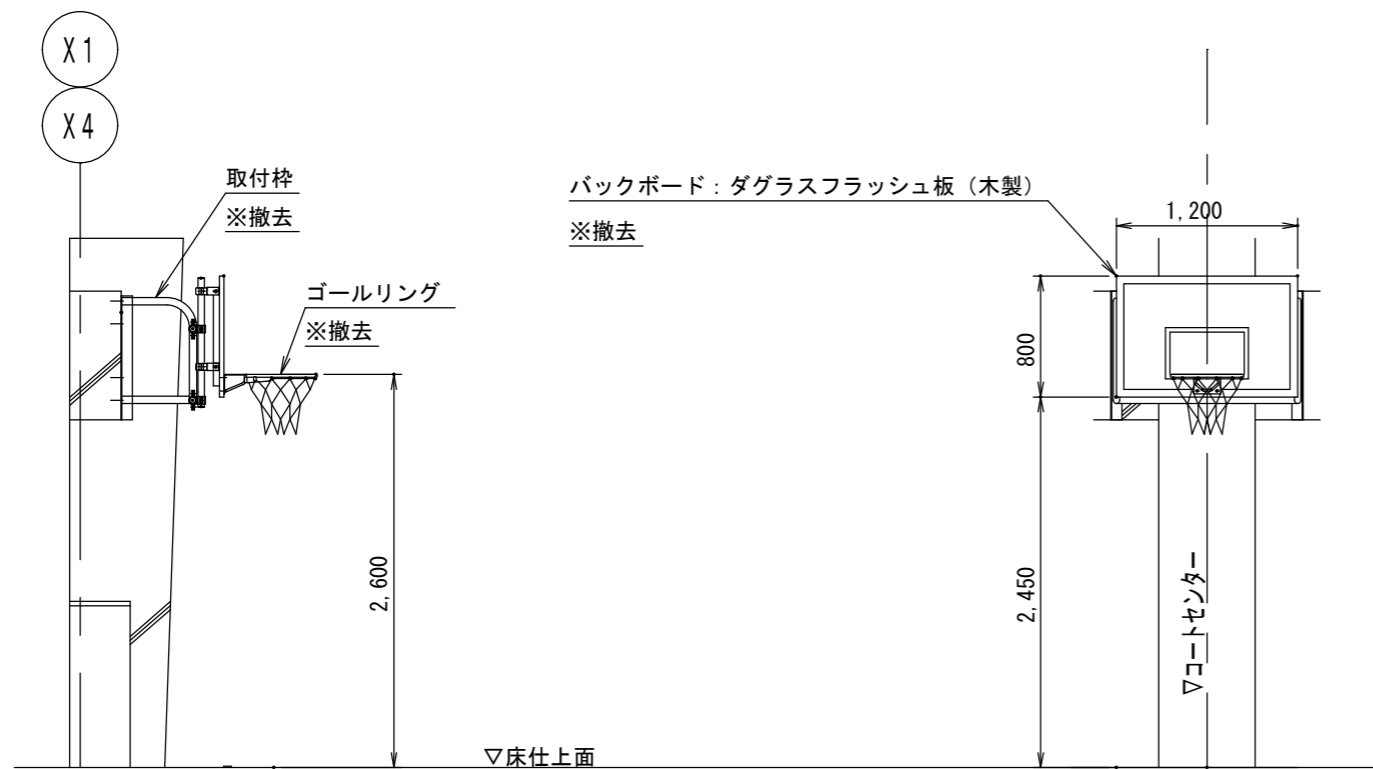 X1
X4
取付枠
※撤去
ゴールリング
※撤去
2,600
バックボード：ダグラスフラッシュ板（木製）
※撤去
1,200
800
2,450
▽コートセンター
▽床仕上面